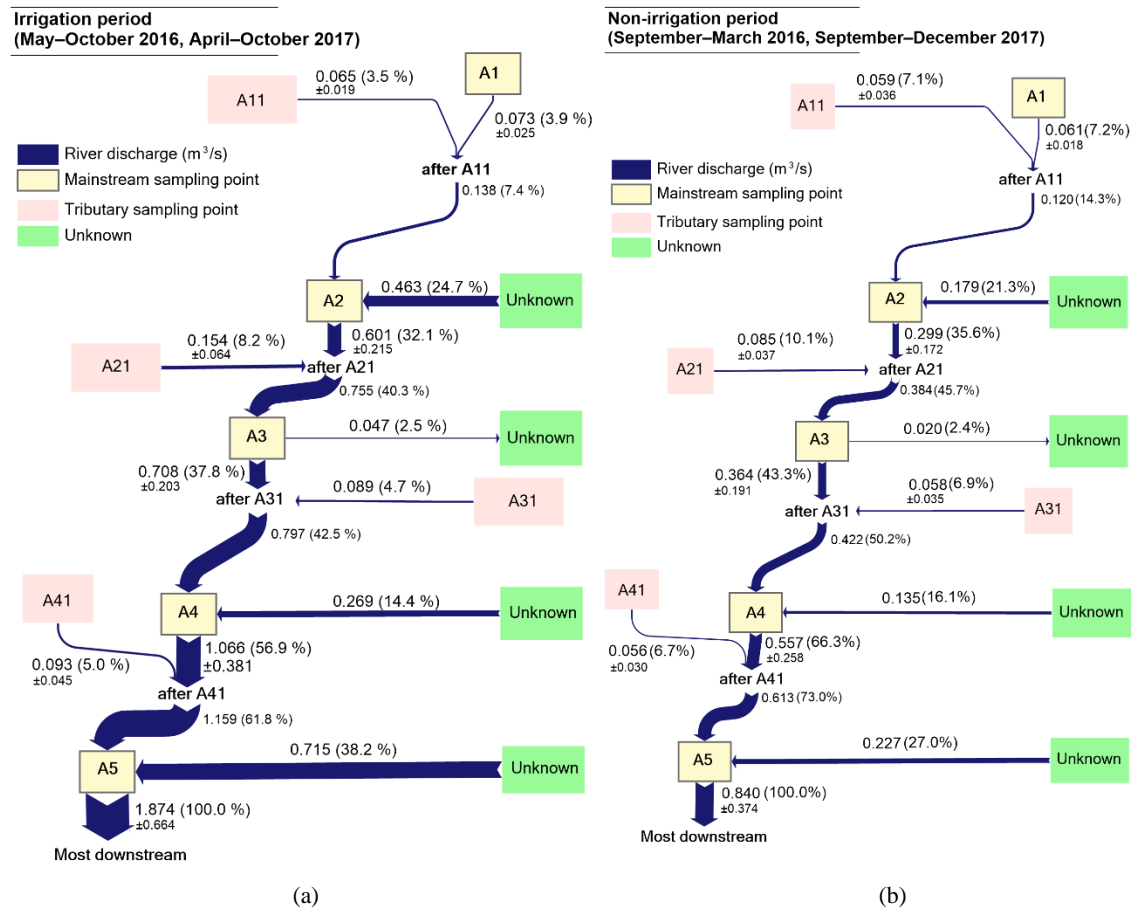 Irrigation period
(May–October 2016, April–October 2017)
0.065 (3.5 %)
±0.019
A11
A1
0.073 (3.9 %)
±0.025
River discharge (m³/s)
Mainstream sampling point
Tributary sampling point
Unknown
after A11
0.138 (7.4 %)
A2
0.463 (24.7 %)
Unknown
0.601 (32.1 %)
±0.215
0.154 (8.2 %)
±0.064
A21
after A21
0.755 (40.3 %)
A3
0.047 (2.5 %)
Unknown
0.708 (37.8 %)
±0.203
0.089 (4.7 %)
A31
after A31
0.797 (42.5 %)
A41
A4
0.269 (14.4 %)
Unknown
1.066 (56.9 %)
±0.381
0.093 (5.0 %)
±0.045
after A41
1.159 (61.8 %)
A5
0.715 (38.2 %)
Unknown
1.874 (100.0 %)
±0.664
Most downstream
(a)
Non-irrigation period
(September–March 2016, September–December 2017)
0.059 (7.1%)
±0.036
A11
A1
0.061(7.2%)
±0.018
River discharge (m³/s)
Mainstream sampling point
Tributary sampling point
Unknown
after A11
0.120 (14.3%)
A2
0.179 (21.3%)
Unknown
0.299 (35.6%)
±0.172
0.085 (10.1%)
±0.037
A21
after A21
0.384 (45.7%)
A3
0.020 (2.4%)
Unknown
0.364 (43.3%)
±0.191
0.058 (6.9%)
±0.035
A31
after A31
0.422 (50.2%)
A41
A4
0.135 (16.1%)
Unknown
0.557 (66.3%)
±0.258
0.056 (6.7%)
±0.030
after A41
0.613 (73.0%)
A5
0.227 (27.0%)
Unknown
0.840 (100.0%)
±0.374
Most downstream
(b)